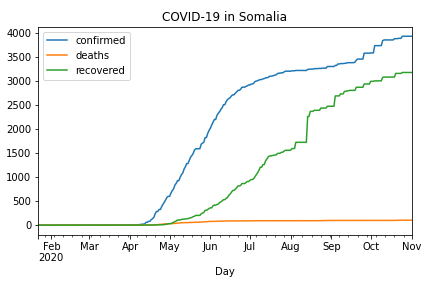 COVID-19 in Somalia
confirmed
deaths
recovered
4000
3500
3000
2500
2000
1500
1000
500
0
Feb Mar Apr May Jun Jul Aug Sep Oct Nov
2020
Day